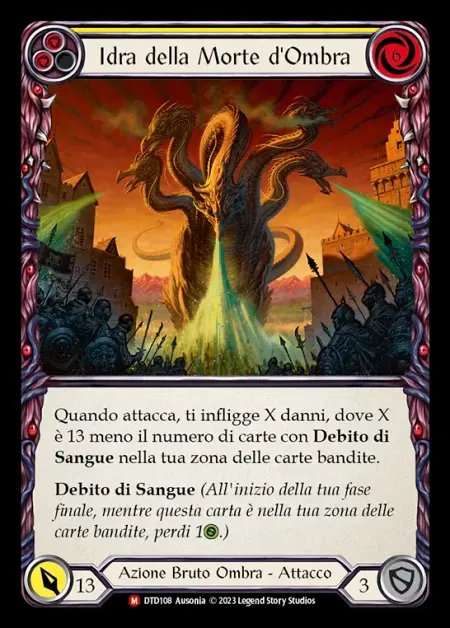 Idra della Morte d'Ombra
6
Quando attacca, ti infligge X danni, dove X
è 13 meno il numero di carte con Debito di
Sangue nella tua zona delle carte bandite.
Debito di Sangue (All'inizio della tua fase
finale, mentre questa carta è nella tua zona delle
carte bandite, perdi 1.)
13
Azione Bruto Ombra - Attacco
3
M DTD108 Ausonia © 2023 Legend Story Studios